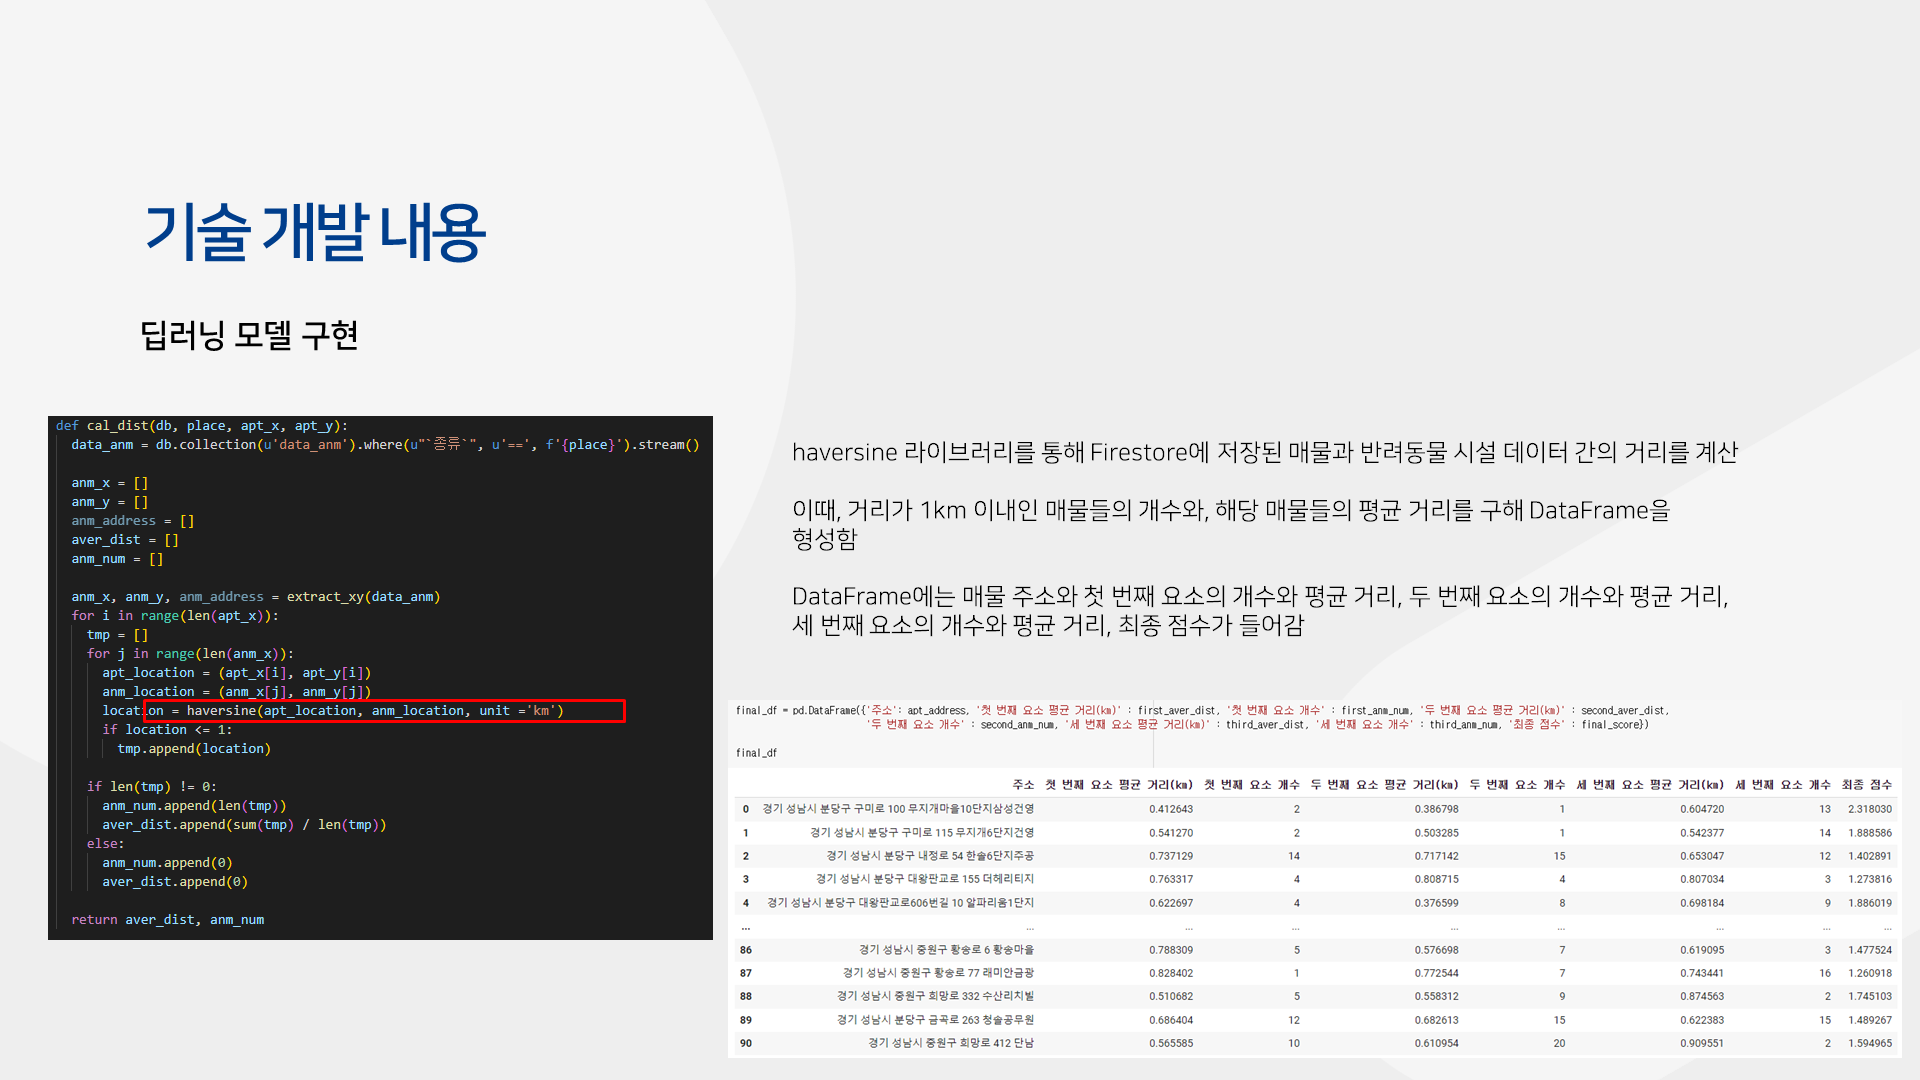 기술 개발 내용
딥러닝 모델 구현
def cal_dist(db, place, apt_x, apt_y):
data_anm = db.collection(u'data_anm').where(u"`종류`", u'==', f'{place}').stream()
anm_x = []
anm_y = []
anm_address = []
aver_dist = []
anm_num = []
anm_x, anm_y, anm_address = extract_xy(data_anm)
for i in range(len(apt_x)):
tmp = []
for j in range(len(anm_x)):
apt_location = (apt_x[i], apt_y[i])
anm_location = (anm_x[j], anm_y[j])
location = haversine(apt_location, anm_location, unit ='km')
if location <= 1:
tmp.append(location)
if len(tmp) != 0:
anm_num.append(len(tmp))
aver_dist.append(sum(tmp) / len(tmp))
else:
anm_num.append(0)
aver_dist.append(0)
return aver_dist, anm_num
haversine 라이브러리를 통해 Firestore에 저장된 매물과 반려동물 시설 데이터 간의 거리를 계산
이때, 거리가 1km 이내인 매물들의 개수와, 해당 매물들의 평균 거리를 구해 DataFrame을
형성함
DataFrame에는 매물 주소와 첫 번째 요소의 개수와 평균 거리, 두 번째 요소의 개수와 평균 거리,
세 번째 요소의 개수와 평균 거리, 최종 점수가 들어감
final_df = pd.DataFrame({'주소': apt_address, '첫 번째 요소 평균 거리(km)' : first_aver_dist, '첫 번째 요소 개수' : first_anm_num, '두 번째 요소 평균 거리(km)' : second_aver_dist,
'두 번째 요소 개수' : second_anm_num, '세 번째 요소 평균 거리(km)' : third_aver_dist, '세 번째 요소 개수' : third_anm_num, '최종 점수' : final_score})
final_df
주소 첫 번째 요소 평균 거리(km) 첫 번째 요소 개수 두 번째 요소 평균 거리(km) 두 번째 요소 개수 세 번째 요소 평균 거리(km) 세 번째 요소 개수 최종 점수
0 경기 성남시 분당구 구미로 100 무지개마을10단지삼성건영 0.412643 2 0.386798 1 0.604720 13 2.318030
1 경기 성남시 분당구 구미로 115 무지개6단지건영 0.541270 2 0.503285 1 0.542377 14 1.888586
2 경기 성남시 분당구 내정로 54 한솔6단지주공 0.737129 14 0.717142 15 0.653047 12 1.402891
3 경기 성남시 분당구 대왕판교로 155 더헤리티지 0.763317 4 0.808715 4 0.807034 3 1.273816
4 경기 성남시 분당구 대왕판교로606번길 10 알파리움1단지 0.622697 4 0.376599 8 0.698184 9 1.886019
... ... ... ... ... ... ... ... ...
86 경기 성남시 중원구 황송로 6 황송마을 0.788309 5 0.576698 7 0.619095 3 1.477524
87 경기 성남시 중원구 황송로 77 래미안금광 0.828402 1 0.772544 7 0.743441 16 1.260918
88 경기 성남시 중원구 희망로 332 수산리치빌 0.510682 5 0.558312 9 0.874563 2 1.745103
89 경기 성남시 분당구 금곡로 263 청솔공무원 0.686404 12 0.682613 15 0.622383 15 1.489267
90 경기 성남시 중원구 희망로 412 단남 0.565585 10 0.610954 20 0.909551 2 1.594965